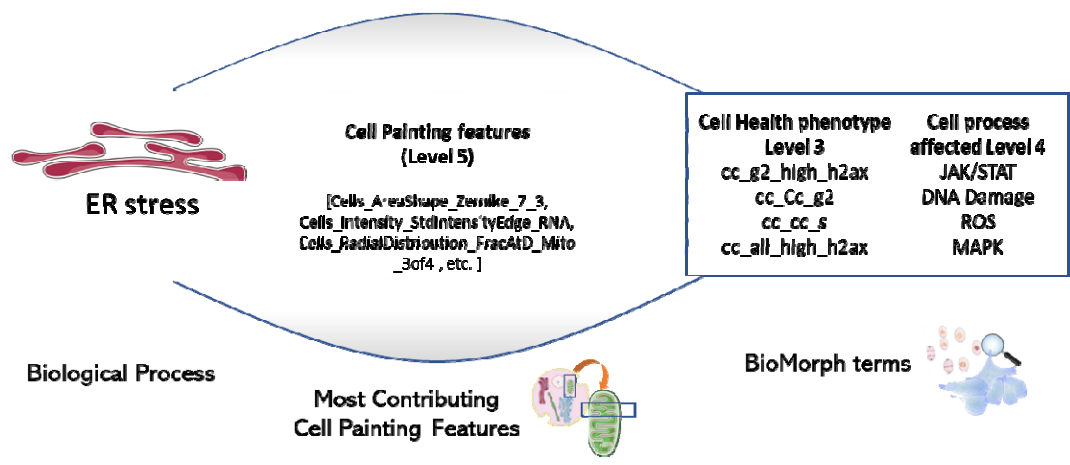 ER stress
Biological Process
Cell Painting features
(Level 5)
[Cells_AreaShape_Zernike_7_3,
Cells_Intensity_StdIntensityEdge_RNA,
Cells_RadialDistribution_FracAtD_Mito
_3of4 , etc. ]
Most Contributing
Cell Painting Features
Cell Health phenotype
Level 3
cc_g2_high_h2ax
cc_Cc_g2
cc_cc_s
cc_all_high_h2ax
Cell process
affected Level 4
JAK/STAT
DNA Damage
ROS
MAPK
BioMorph terms